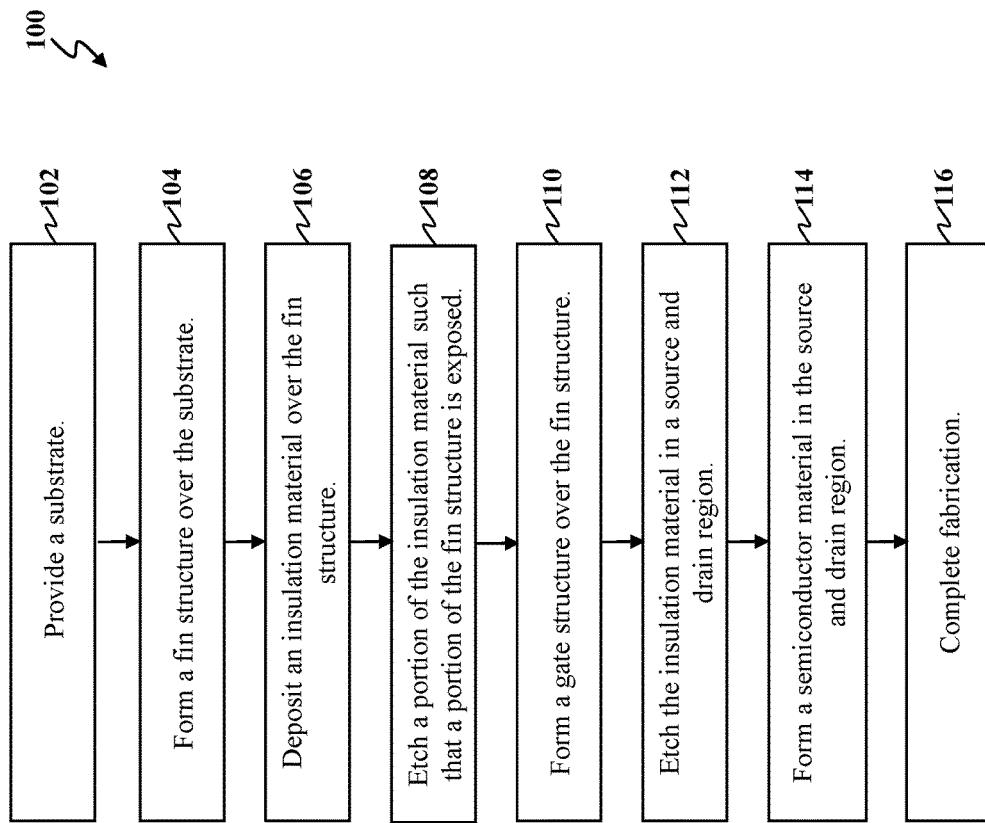 100
102
Provide a substrate.
104
Form a fin structure over the substrate.
106
Deposit an insulation material over the fin
structure.
108
Etch a portion of the insulation material such
that a portion of the fin structure is exposed.
110
Form a gate structure over the fin structure.
112
Etch the insulation material in a source and
drain region.
114
Form a semiconductor material in the source
and drain region.
116
Complete fabrication.